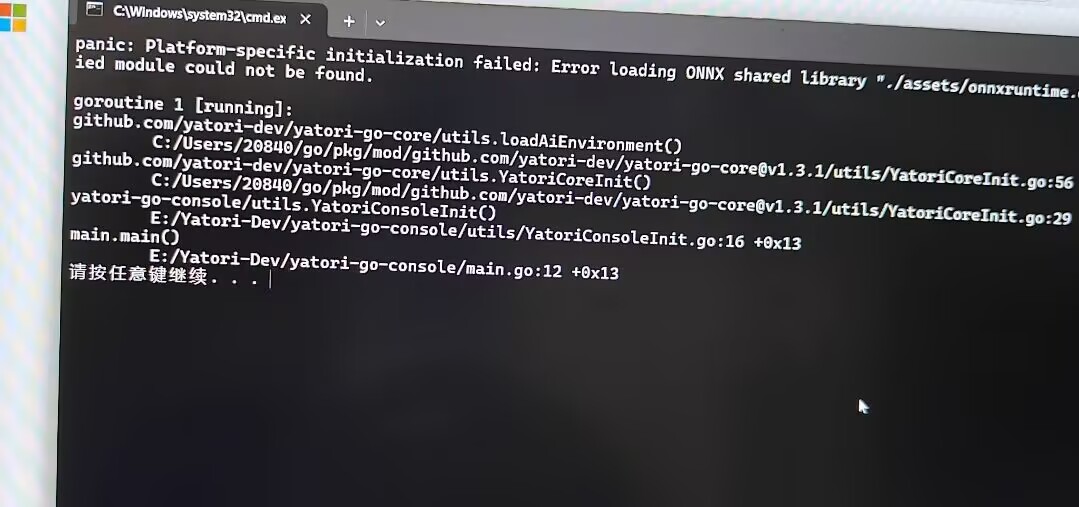 C:\Windows\system32\cmd.ex
panic: Platform-specific initialization failed: Error loading ONNX shared library "./assets/onnxruntime.
ied module could not be found.
goroutine 1 [running]:
github.com/yatori-dev/yatori-go-core/utils.loadAiEnvironment()
C:/Users/20840/go/pkg/mod/github.com/yatori-dev/yatori-go-core@v1.3.1/utils/YatoriCoreInit.go:56
github.com/yatori-dev/yatori-go-core/utils.YatoriCoreInit()
C:/Users/20840/go/pkg/mod/github.com/yatori-dev/yatori-go-core@v1.3.1/utils/YatoriCoreInit.go:29
yatori-go-console/utils.YatoriConsoleInit()
E:/Yatori-Dev/yatori-go-console/utils/YatoriConsoleInit.go:16 +0x13
main.main()
E:/Yatori-Dev/yatori-go-console/main.go:12 +0x13
请按任意键继续. . .